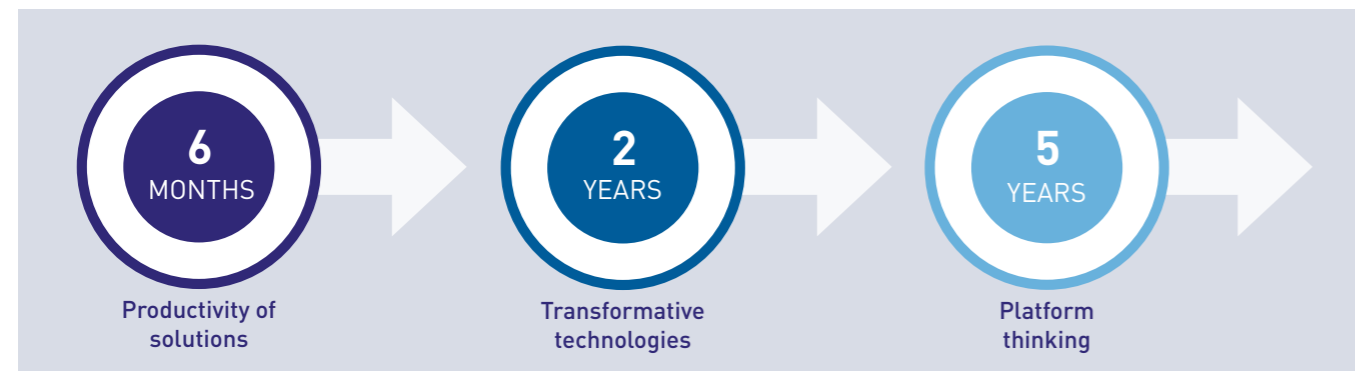 6
MONTHS
Productivity of
solutions
2
YEARS
Transformative
technologies
5
YEARS
Platform
thinking